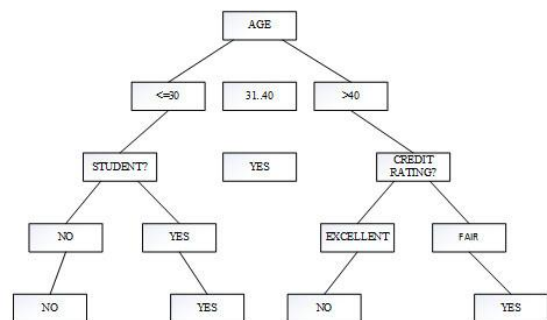 AGE
<=30
31..40
>40
STUDENT?
YES
CREDIT
RATING?
NO
YES
EXCELLENT
FAIR
NO
YES
NO
YES